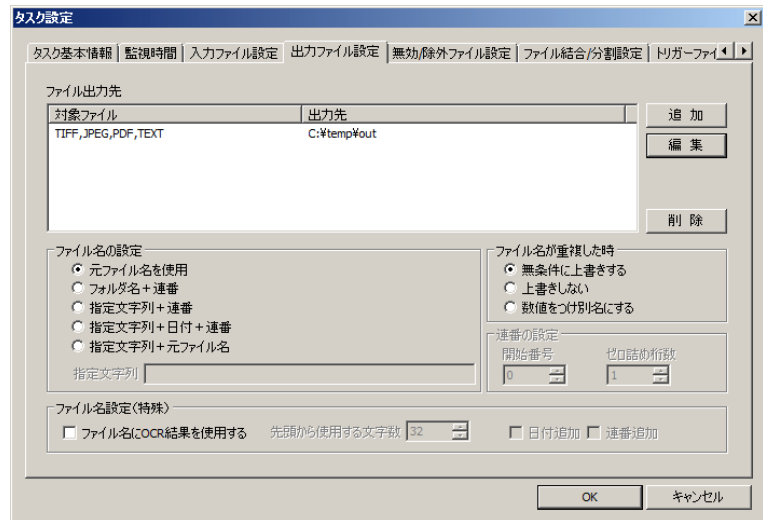 タスク設定
タスク基本情報 監視時間 入力ファイル設定 出力ファイル設定 無効/除外ファイル設定 ファイル結合/分割設定 トリガーファイ
ファイル出力先
対象ファイル 出力先
TIFF,JPEG,PDF,TEXT C:¥temp¥out
追 加
編 集
削 除
ファイル名の設定
元ファイル名を使用
フォルダ名+連番
指定文字列+連番
指定文字列+日付+連番
指定文字列+元ファイル名
指定文字列
ファイル名が重複した時
無条件に上書きする
上書きしない
数値をつけ別名にする
連番の設定
開始番号 ゼロ詰め桁数
0 1
ファイル名設定(特殊)
ファイル名にOCR結果を使用する 先頭から使用する文字数 32 日付追加 連番追加
OK キャンセル